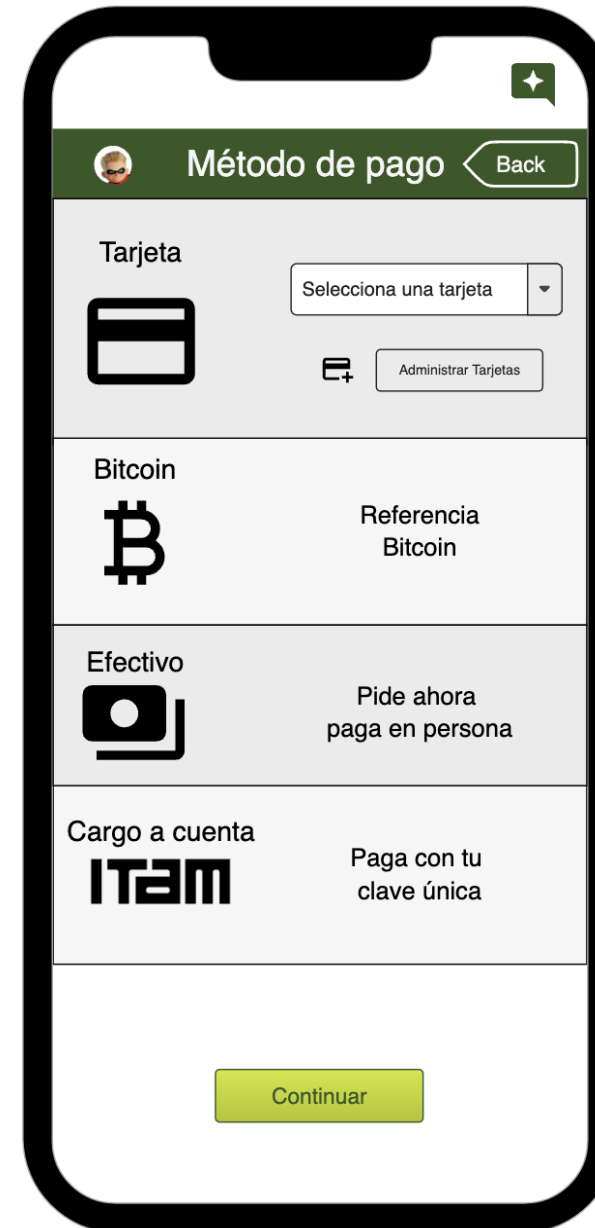 Método de pago
Back
Tarjeta
Selecciona una tarjeta
Administrar Tarjetas
Bitcoin
Referencia
Bitcoin
Efectivo
Pide ahora
paga en persona
Cargo a cuenta
ITAM
Paga con tu
clave única
Continuar